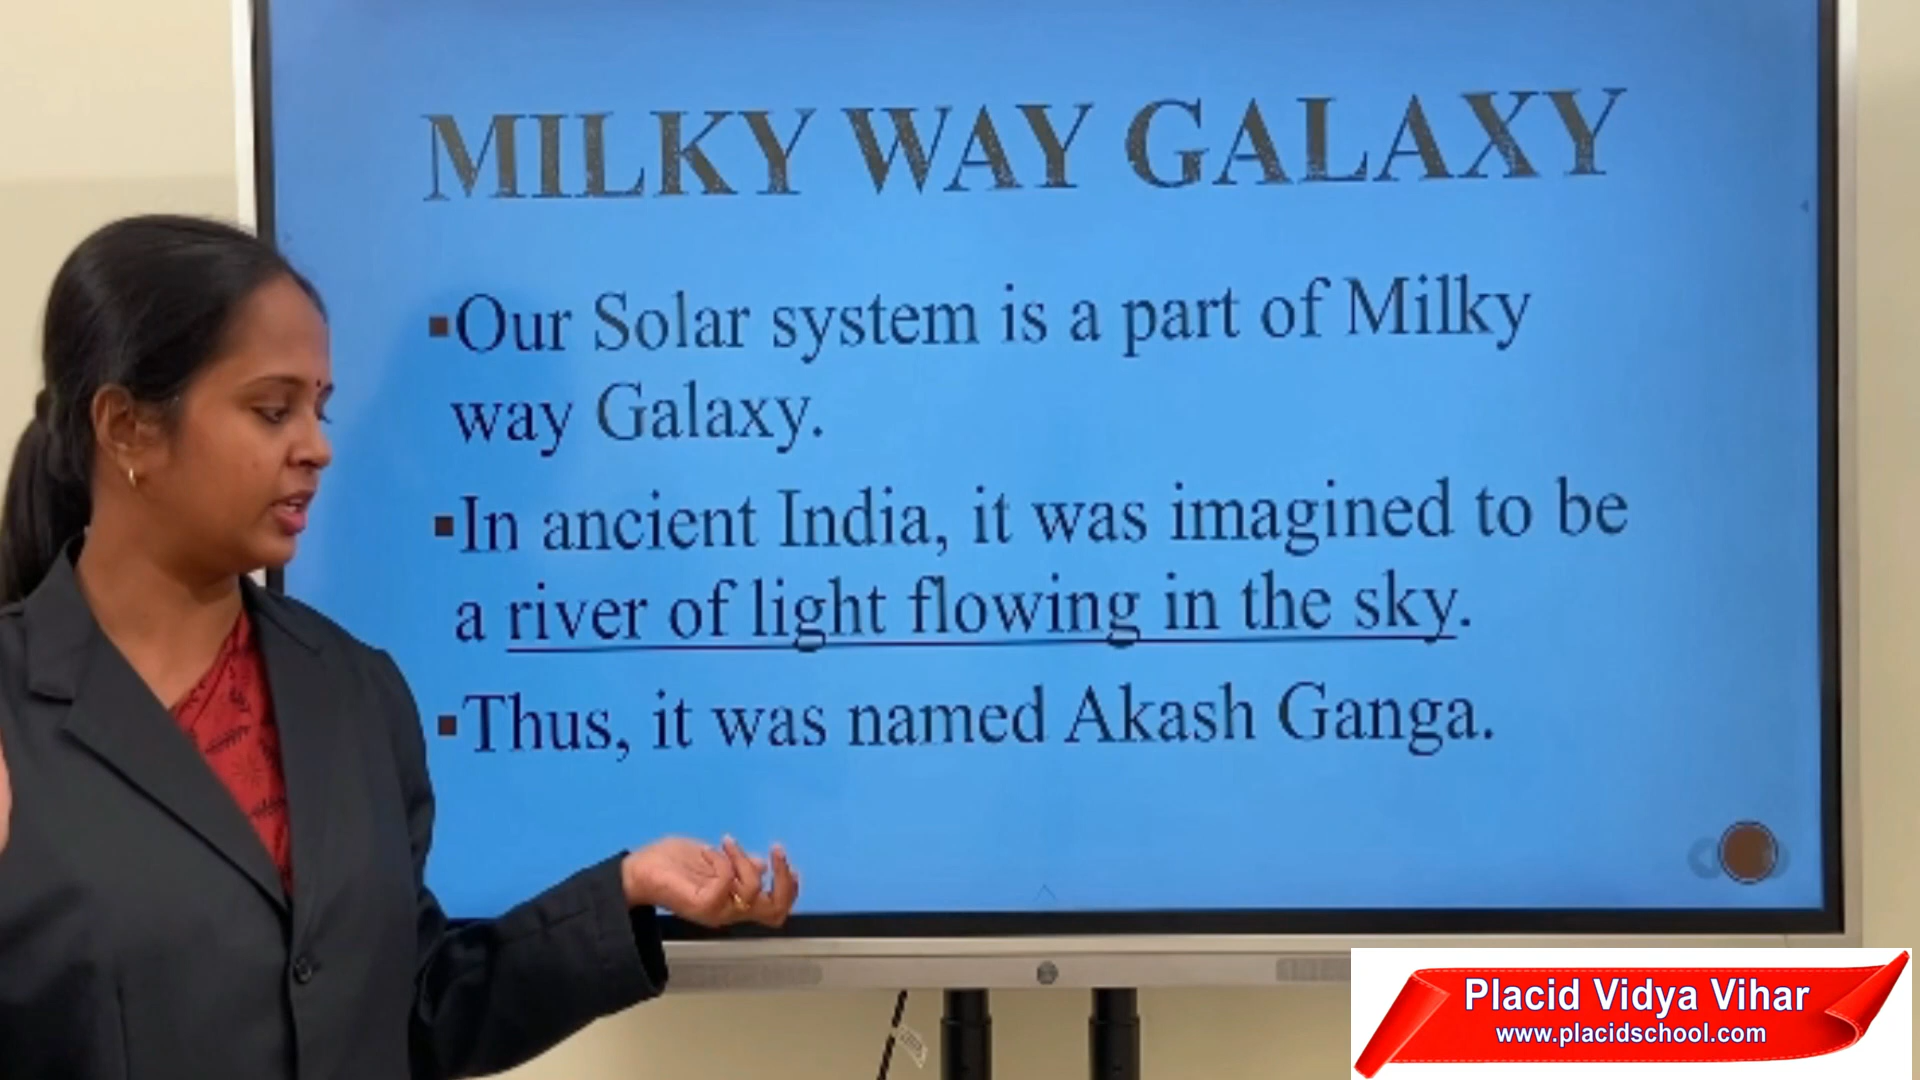 MILKY WAY GALAXY
▪Our Solar system is a part of Milky
way Galaxy.
▪In ancient India, it was imagined to be
a river of light flowing in the sky.
▪Thus, it was named Akash Ganga.
Placid Vidya Vihar
www.placidschool.com